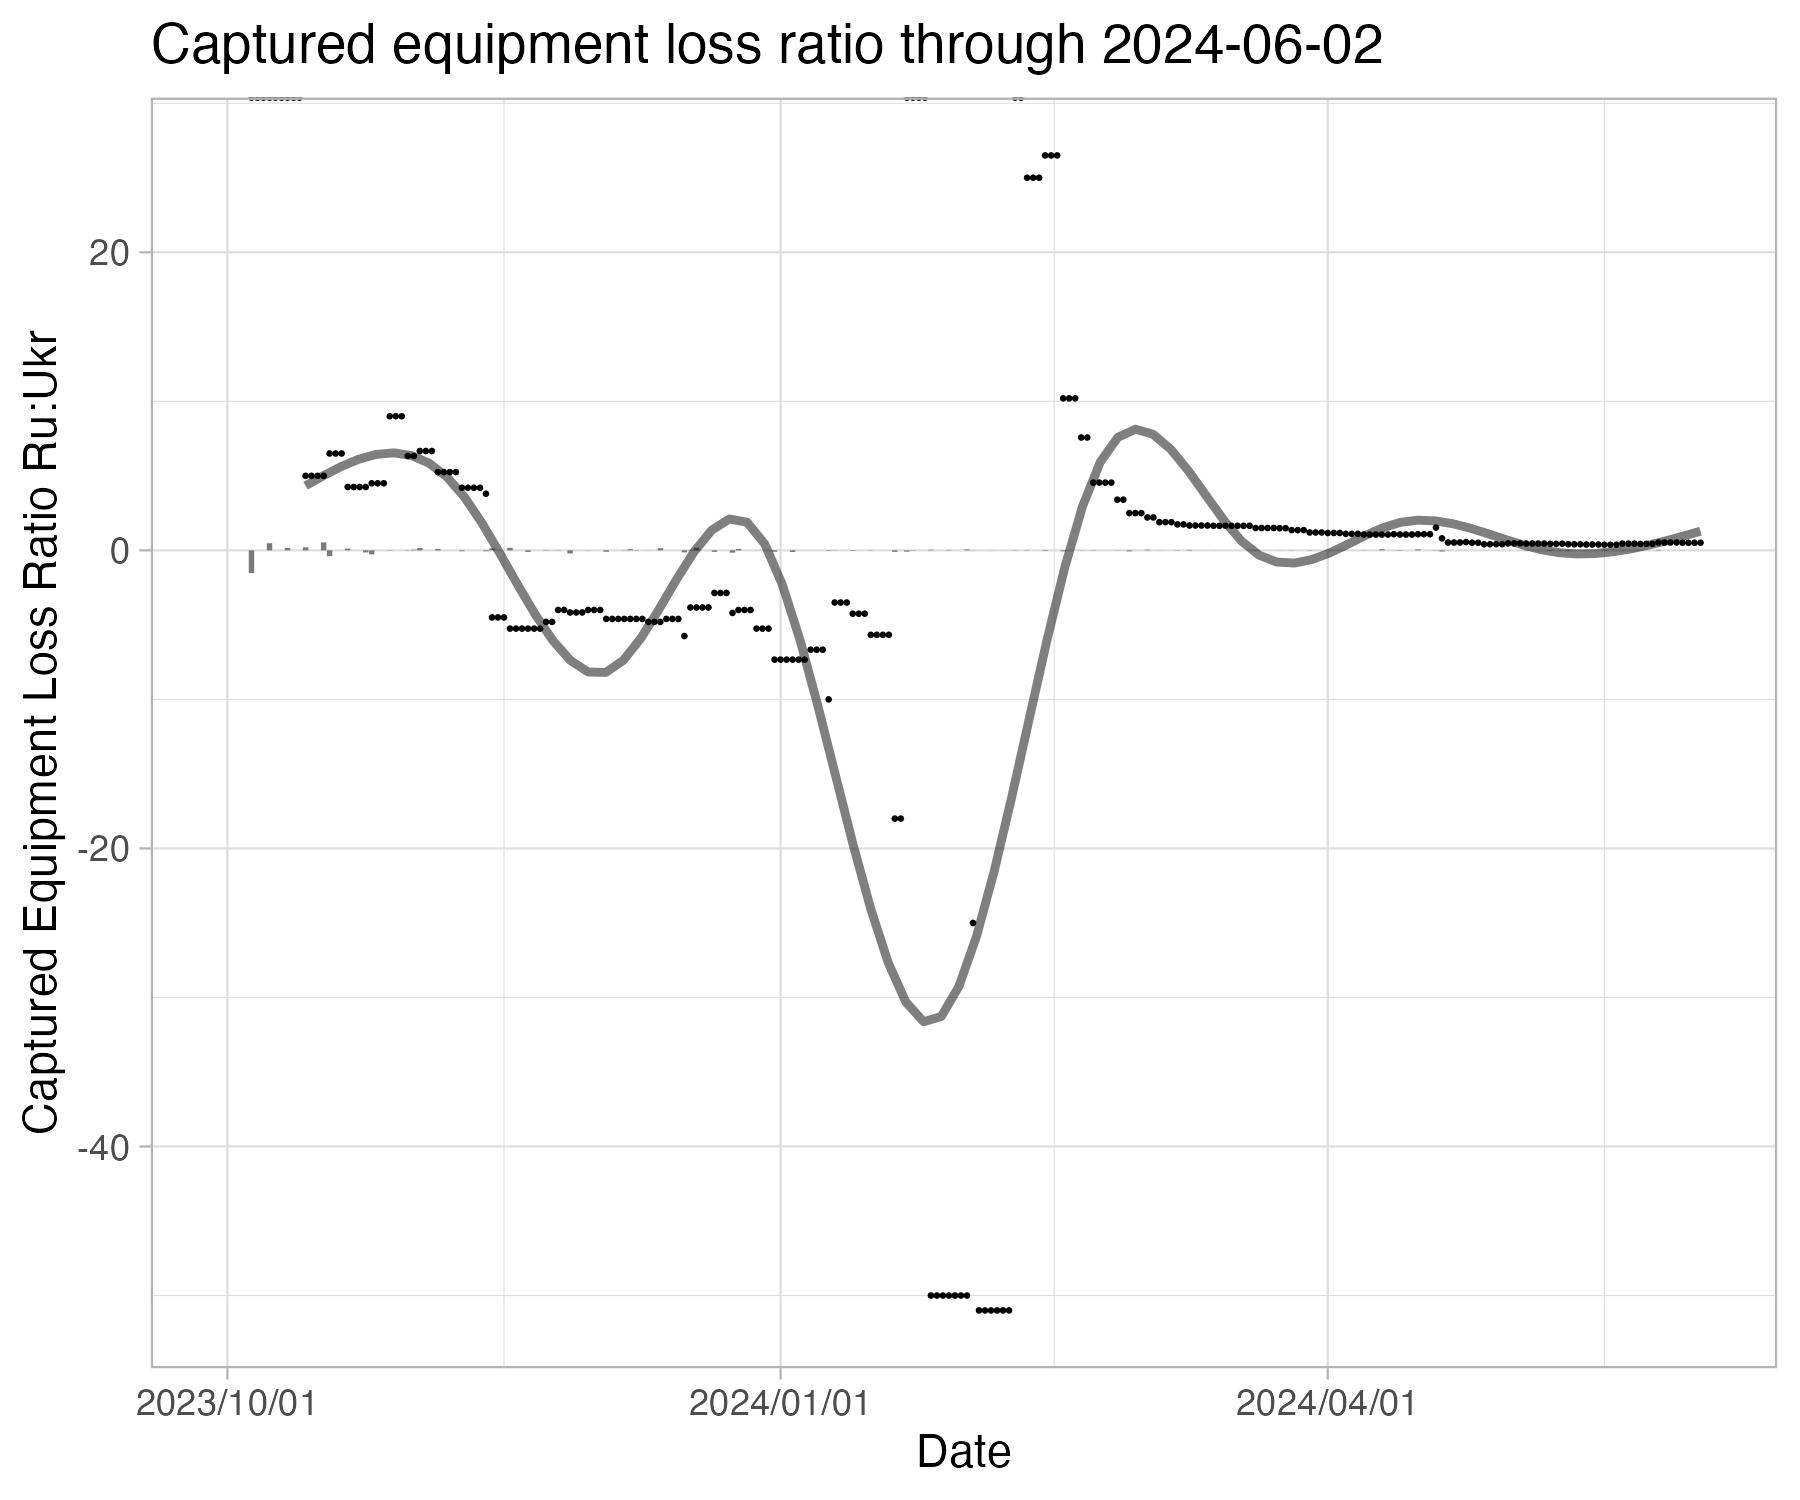 Captured equipment loss ratio through 2024-06-02
Captured Equipment Loss Ratio Ru:Ukr
20
0
-20
-40
2023/10/01
2024/01/01
2024/04/01
Date